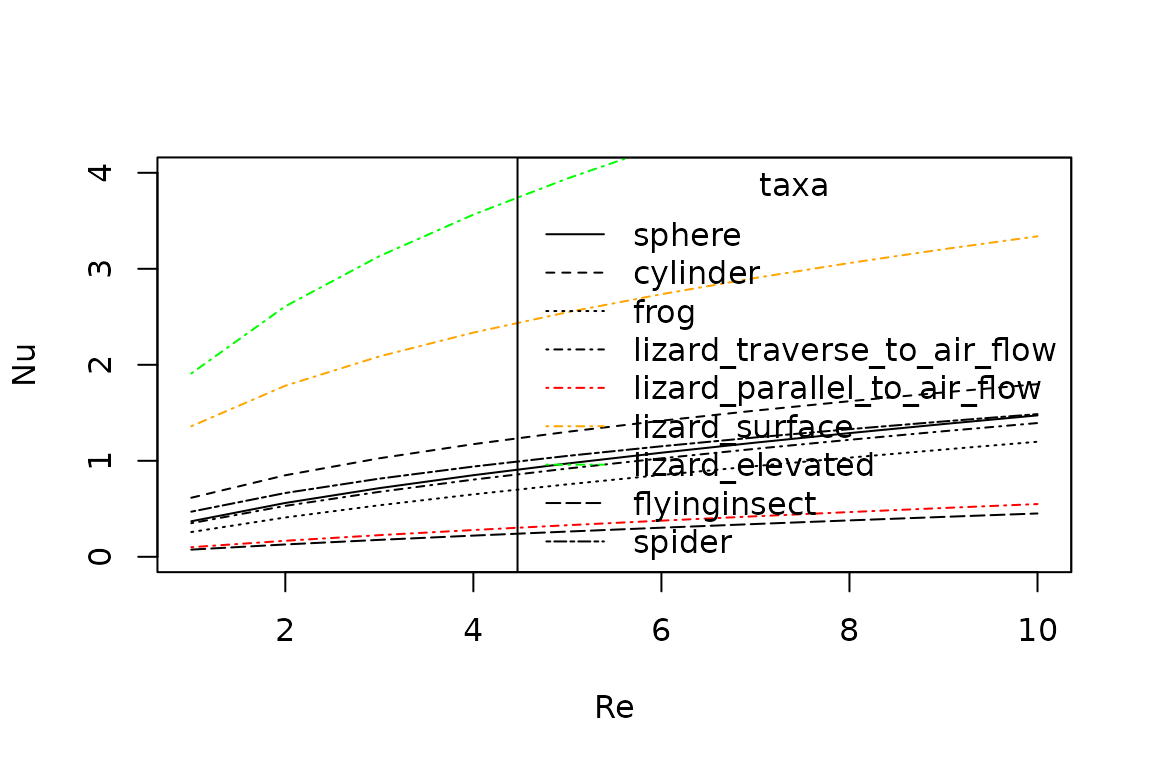 4
3
2
1
0
Nu
taxa
sphere
cylinder
frog
lizard_traverse_to_air_flow
lizard_parallel_to_air_flow
lizard_surface
lizard_elevated
flyinginsect
spider
2 4 6 8 10
Re